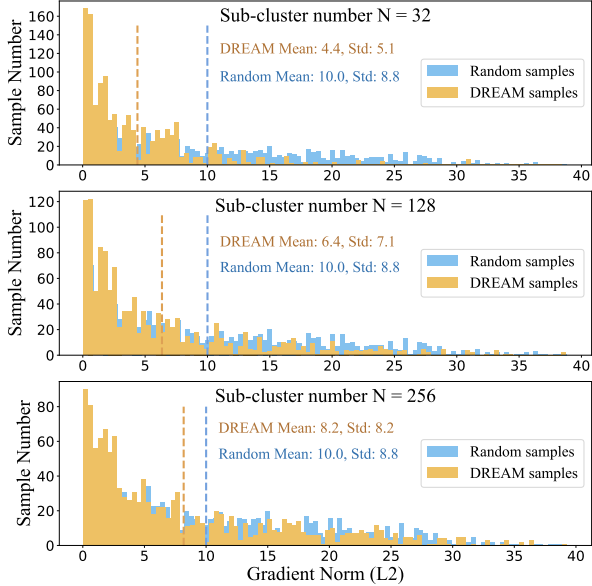 Sub-cluster number N = 32
DREAM Mean: 4.4, Std: 5.1
Random Mean: 10.0, Std: 8.8
Random samples
DREAM samples
Sample Number
160
140
120
100
80
60
40
20
0
0 5 10 15 20 25 30 35 40
Sub-cluster number N = 128
DREAM Mean: 6.4, Std: 7.1
Random Mean: 10.0, Std: 8.8
Random samples
DREAM samples
Sample Number
120
100
80
60
40
20
0
0 5 10 15 20 25 30 35 40
Sub-cluster number N = 256
DREAM Mean: 8.2, Std: 8.2
Random Mean: 10.0, Std: 8.8
Random samples
DREAM samples
Sample Number
80
60
40
20
0
0 5 10 15 20 25 30 35 40
Gradient Norm (L2)